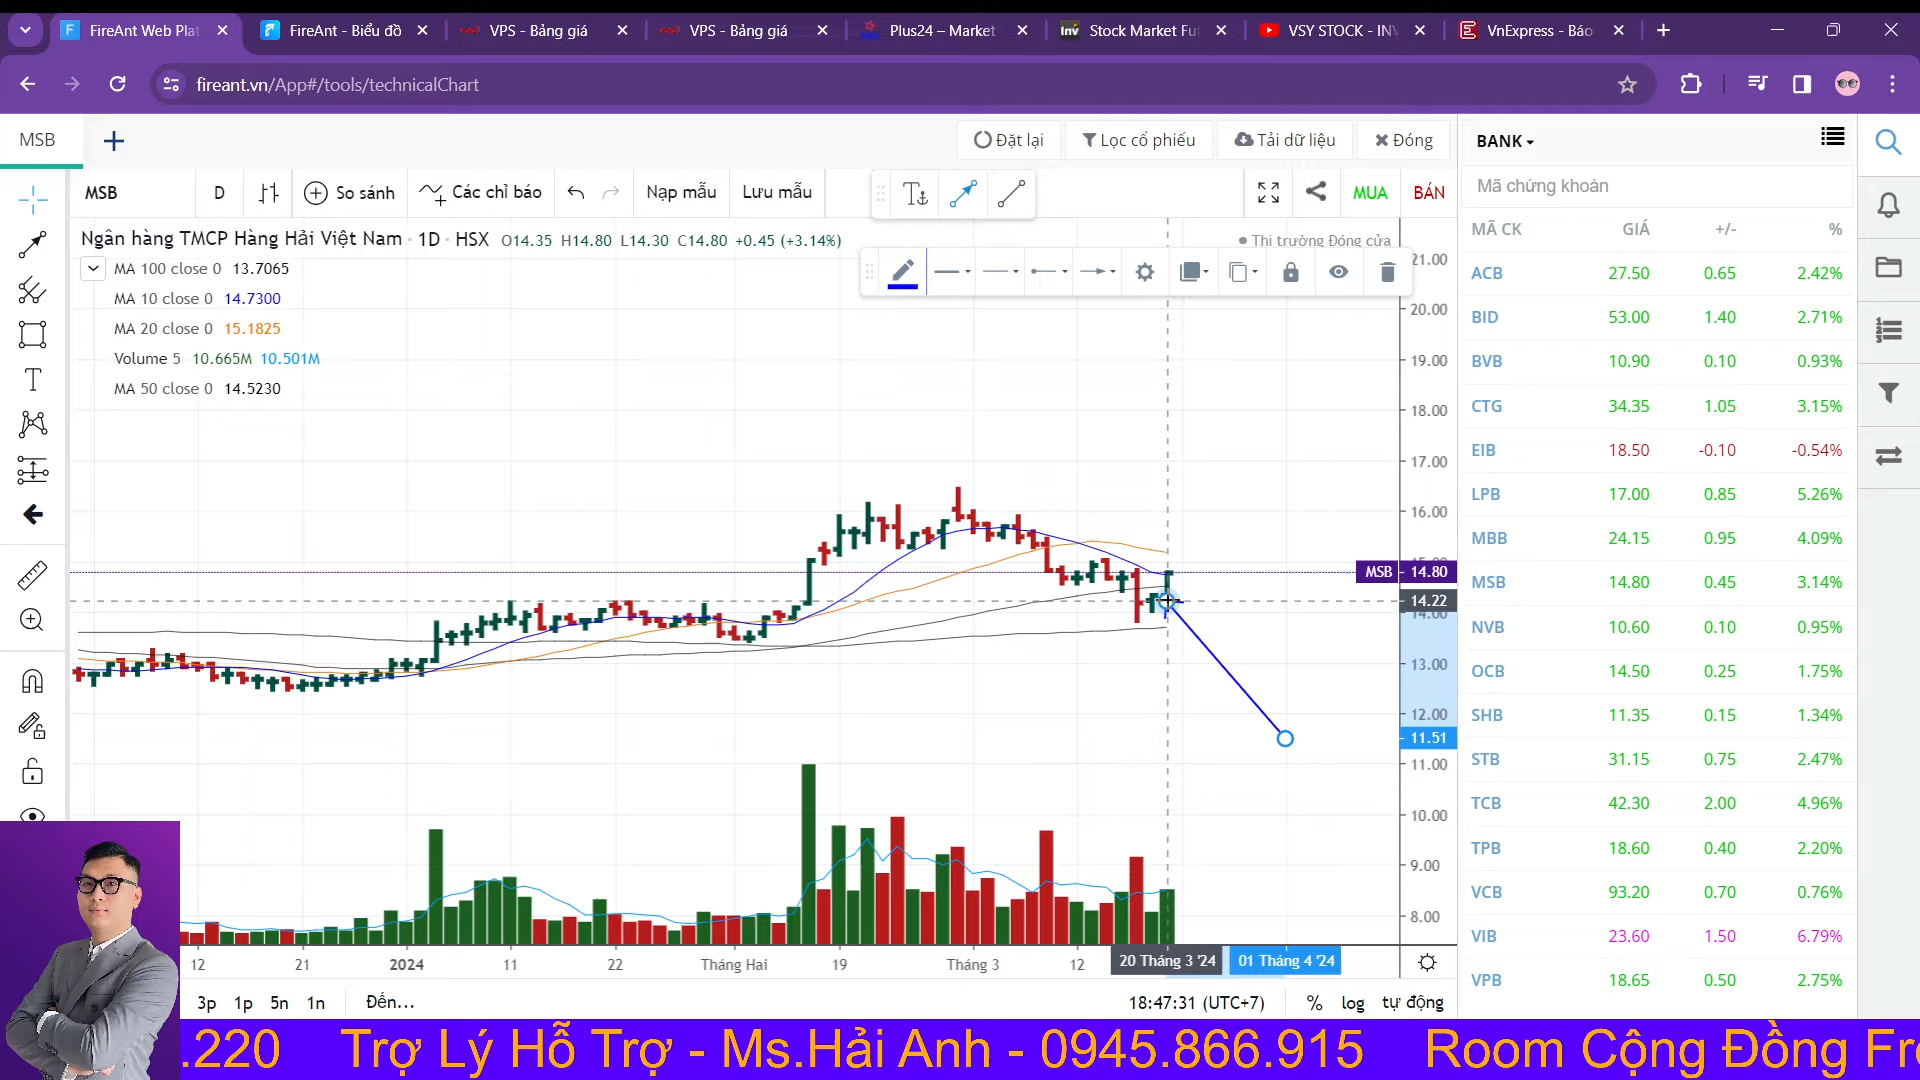 FireAnt Web Plat
FireAnt - Biểu đồ
VPS - Bảng giá
VPS - Bảng giá
Plus24 – Market
Inv
Stock Market Fut
VSY STOCK - INV
VnExpress - Báo
fireant.vn/App#/tools/technicalChart
MSB
Đặt lại
Lọc cổ phiếu
Tải dữ liệu
Đóng
BANK
MSB
D
So sánh
Các chỉ báo
Nạp mẫu
Lưu mẫu
MUA
BÁN
Mã chứng khoán
Ngân hàng TMCP Hàng Hải Việt Nam · 1D · HSX O14.35 H14.80 L14.30 C14.80 +0.45 (+3.14%)
Thị trường Đóng cửa
MA 100 close 0 13.7065
MA 10 close 0 14.7300
MA 20 close 0 15.1825
Volume 5 10.665M 10.501M
MA 50 close 0 14.5230
21.00
20.00
19.00
18.00
17.00
16.00
15.00
MSB 14.80
14.22
14.00
13.00
12.00
11.51
11.00
10.00
9.00
8.00
MÃ CK GIÁ +/- %
ACB 27.50 0.65 2.42%
BID 53.00 1.40 2.71%
BVB 10.90 0.10 0.93%
CTG 34.35 1.05 3.15%
EIB 18.50 -0.10 -0.54%
LPB 17.00 0.85 5.26%
MBB 24.15 0.95 4.09%
MSB 14.80 0.45 3.14%
NVB 10.60 0.10 0.95%
OCB 14.50 0.25 1.75%
SHB 11.35 0.15 1.34%
STB 31.15 0.75 2.47%
TCB 42.30 2.00 4.96%
TPB 18.60 0.40 2.20%
VCB 93.20 0.70 0.76%
VIB 23.60 1.50 6.79%
VPB 18.65 0.50 2.75%
12 21 2024 11 22 Tháng Hai 19 Tháng 3 12 20 Tháng 3 '24 01 Tháng 4 '24
3p 1p 5n 1n Đến...
18:47:31 (UTC+7) % log tự động
.220 Trợ Lý Hỗ Trợ - Ms.Hải Anh - 0945.866.915 Room Cộng Đồng Fre